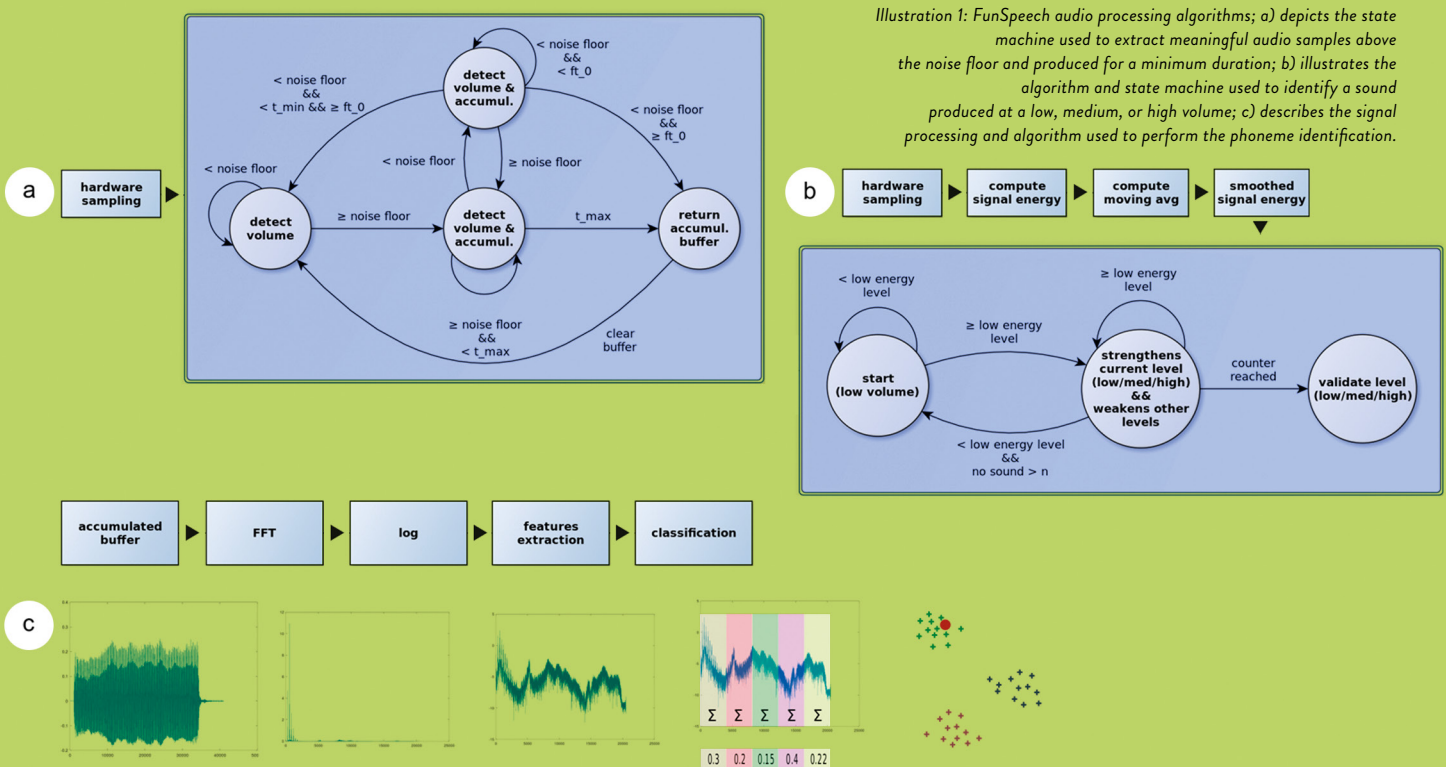 Illustration 1: FunSpeech audio processing algorithms; a) depicts the state
machine used to extract meaningful audio samples above
the noise floor and produced for a minimum duration; b) illustrates the
algorithm and state machine used to identify a sound
produced at a low, medium, or high volume; c) describes the signal
processing and algorithm used to perform the phoneme identification.
a
hardware
sampling
< noise floor
&&
< t_min && ≥ ft_0
detect
volume &
accumul.
< noise floor
&&
< ft_0
< noise floor
&&
≥ ft_0
< noise floor
< noise floor
≥ noise floor
detect
volume
≥ noise floor
detect
volume &
accumul.
t_max
return
accumul.
buffer
≥ noise floor
&&
< t_max
clear
buffer
b
hardware
sampling
compute
signal energy
compute
moving avg
smoothed
signal energy
< low energy
level
≥ low energy
level
≥ low energy
level
start
(low volume)
strengthens
current level
(low/med/high)
&&
weakens other
levels
counter
reached
validate level
(low/med/high)
< low energy level
&&
no sound > n
accumulated
buffer
FFT
log
features
extraction
classification
c
Σ Σ Σ Σ Σ
0.3 0.2 0.15 0.4 0.22